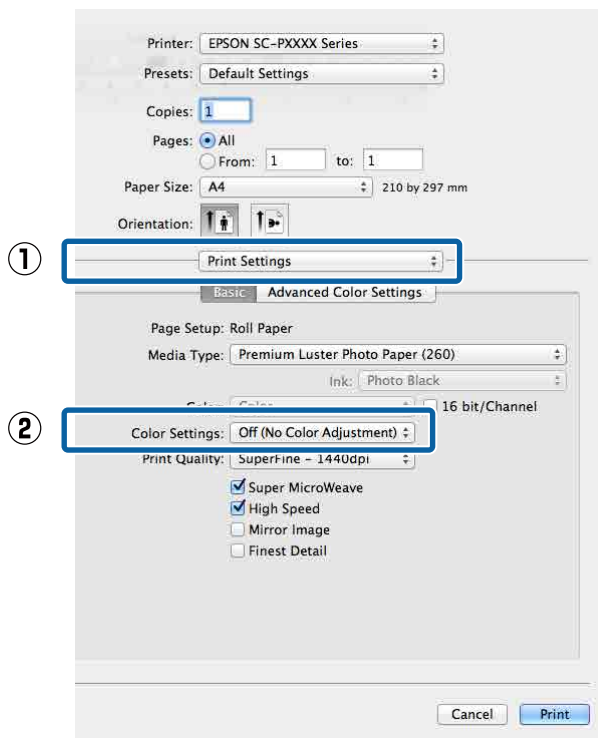 Printer: EPSON SC-PXXXX Series
Presets: Default Settings
Copies: 1
Pages: All
From: 1 to: 1
Paper Size: A4 210 by 297 mm
Orientation:
① Print Settings
Basic Advanced Color Settings
Page Setup: Roll Paper
Media Type: Premium Luster Photo Paper (260)
Ink: Photo Black
Color 16 bit/Channel
② Color Settings: Off (No Color Adjustment)
Print Quality: SuperFine – 1440dpi
Super MicroWeave
High Speed
Mirror Image
Finest Detail
Cancel Print